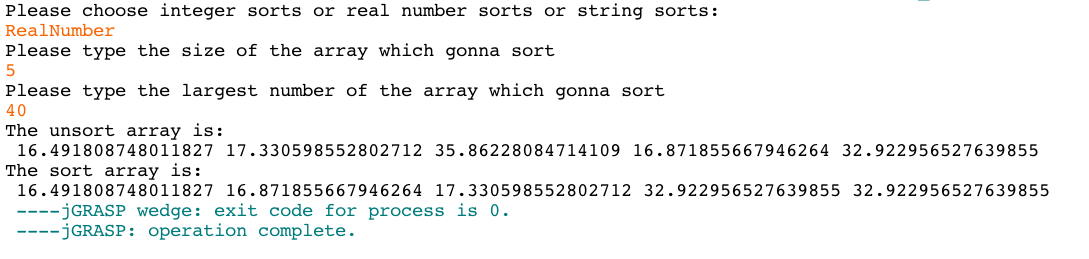 Please choose integer sorts or real number sorts or string sorts:
RealNumber
Please type the size of the array which gonna sort
5
Please type the largest number of the array which gonna sort
40
The unsort array is:
16.491808748011827 17.330598552802712 35.86228084714109 16.871855667946264 32.922956527639855
The sort array is:
16.491808748011827 16.871855667946264 17.330598552802712 32.922956527639855 32.922956527639855
----jGRASP wedge: exit code for process is 0.
----jGRASP: operation complete.